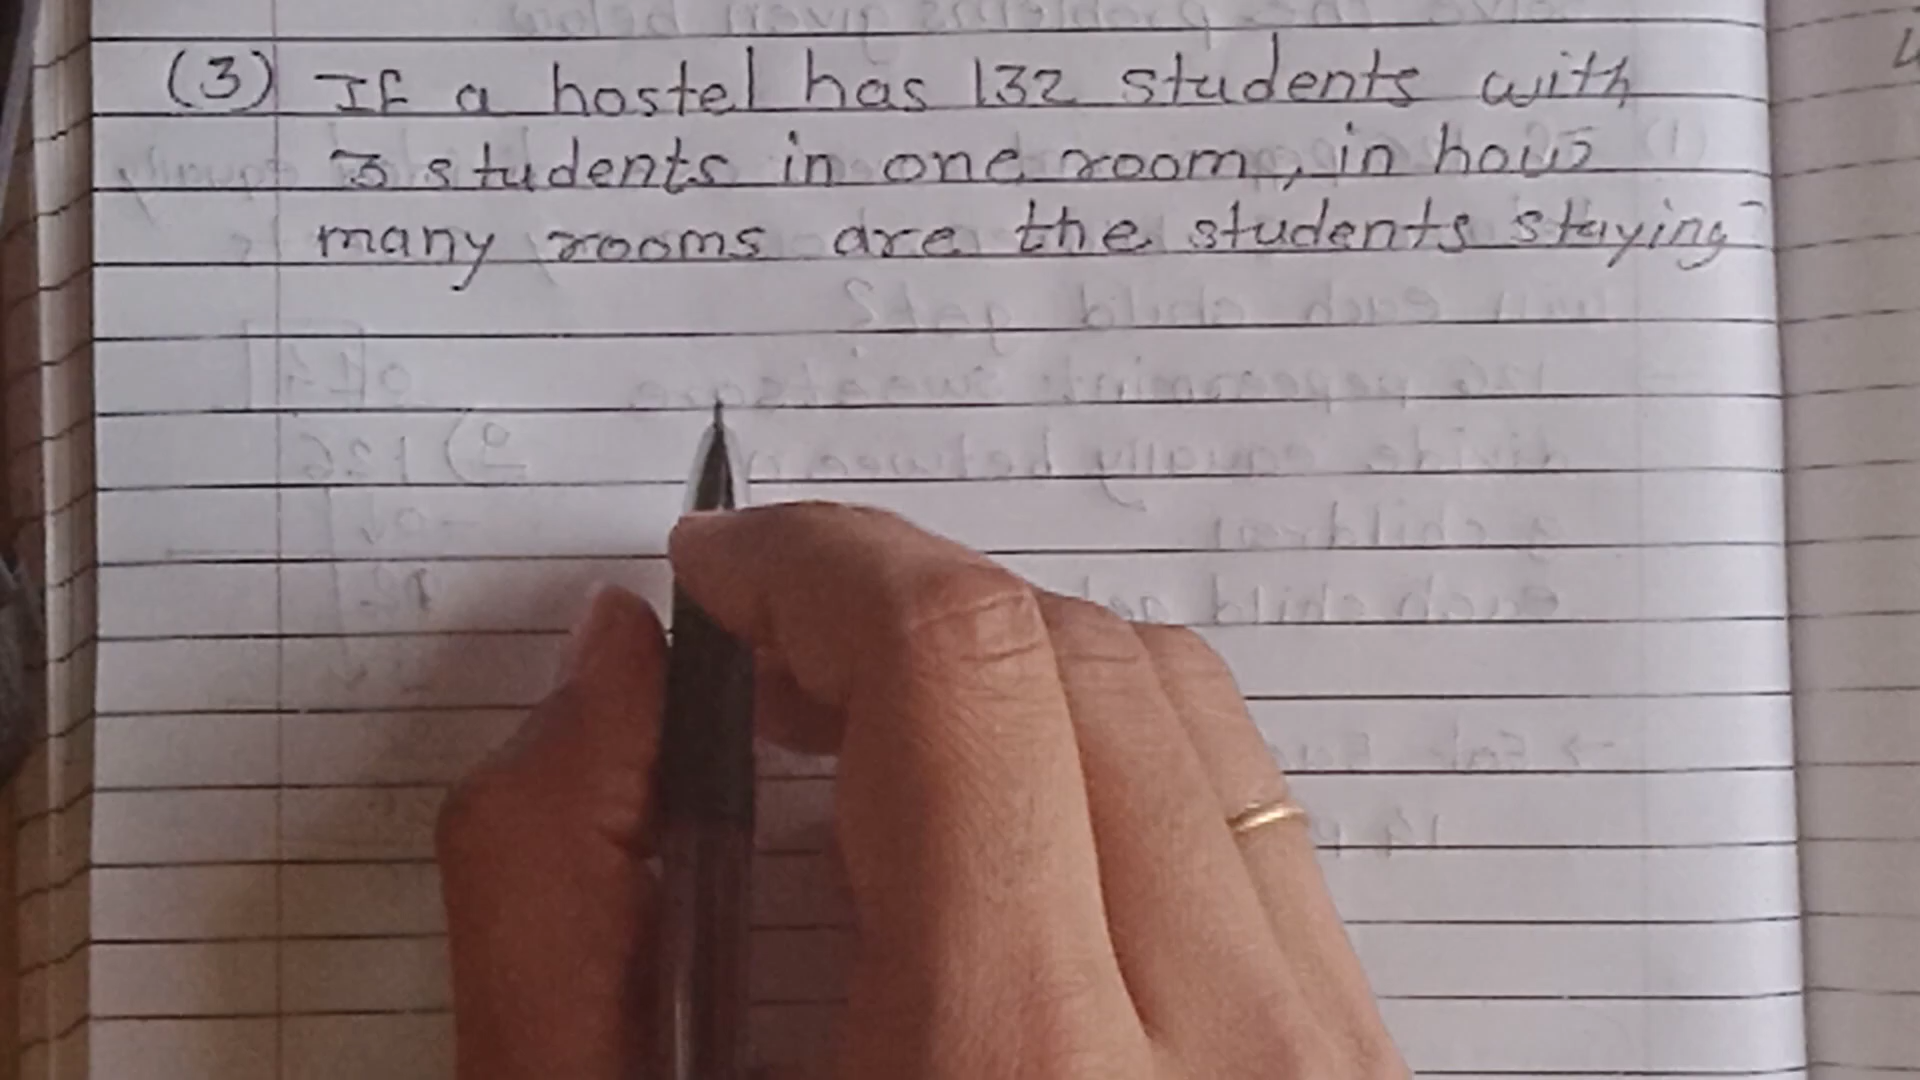 (3) If a hostel has 132 students with
3 students in one room, in how
many rooms are the students staying?